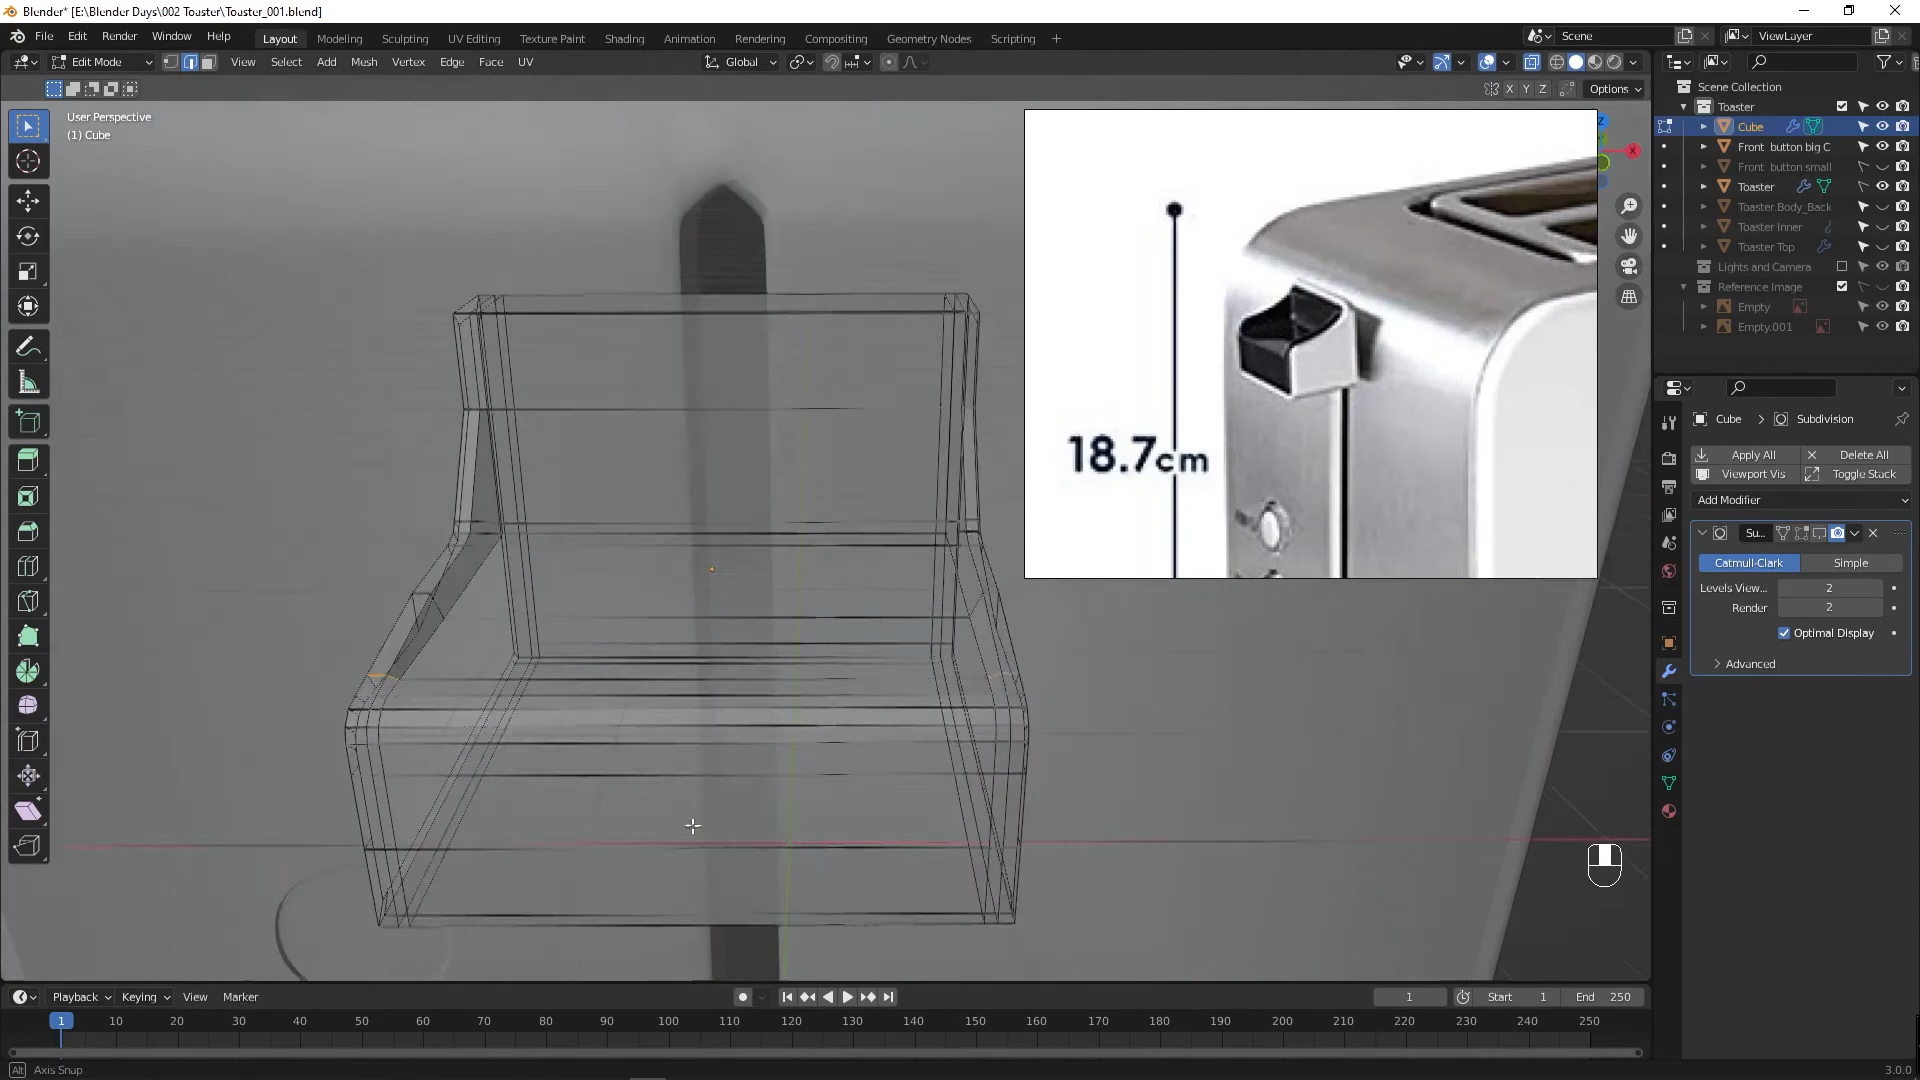 Blender* [E:\Blender Days\002 Toaster\Toaster_001.blend]
File Edit Render Window Help Layout Modeling Sculpting UV Editing Texture Paint Shading Animation Rendering Compositing Geometry Nodes Scripting + Scene ViewLayer
Edit Mode View Select Add Mesh Vertex Edge Face UV Global
X Y Z Options
User Perspective
(1) Cube
Scene Collection
Toaster
Cube
Front button big C
Front button small
Toaster
Toaster.Body_Back
Toaster Inner
Toaster Top
Lights and Camera
Reference Image
Empty
Empty.001
Z
X
18.7cm
Cube > Subdivision
Apply All Delete All
Viewport Vis Toggle Stack
Add Modifier
Su...
Catmull-Clark Simple
Levels View... 2
Render 2
Optimal Display
Advanced
Playback Keying View Marker 1 Start 1 End 250
1 10 20 30 40 50 60 70 80 90 100 110 120 130 140 150 160 170 180 190 200 210 220 230 240 250
Alt Axis Snap 3.0.0